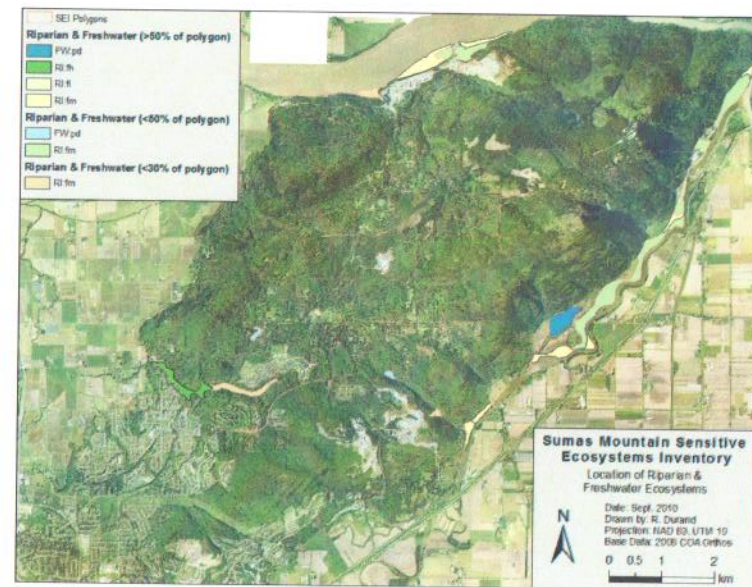 SEI Polygons
Riparian & Freshwater (>50% of polygon)
FW:pd
RI:fh
RI:fl
RI:fm
Riparian & Freshwater (<50% of polygon)
FW:pd
RI:fm
Riparian & Freshwater (<30% of polygon)
RI:fm
Sumas Mountain Sensitive
Ecosystems Inventory
Location of Riparian &
Freshwater Ecosystems
Date: Sept. 2010
Drawn by: R. Durand
Projection: NAD 83, UTM 10
Base Data: 2006 COA Orthos
N
0 0.5 1 2
km